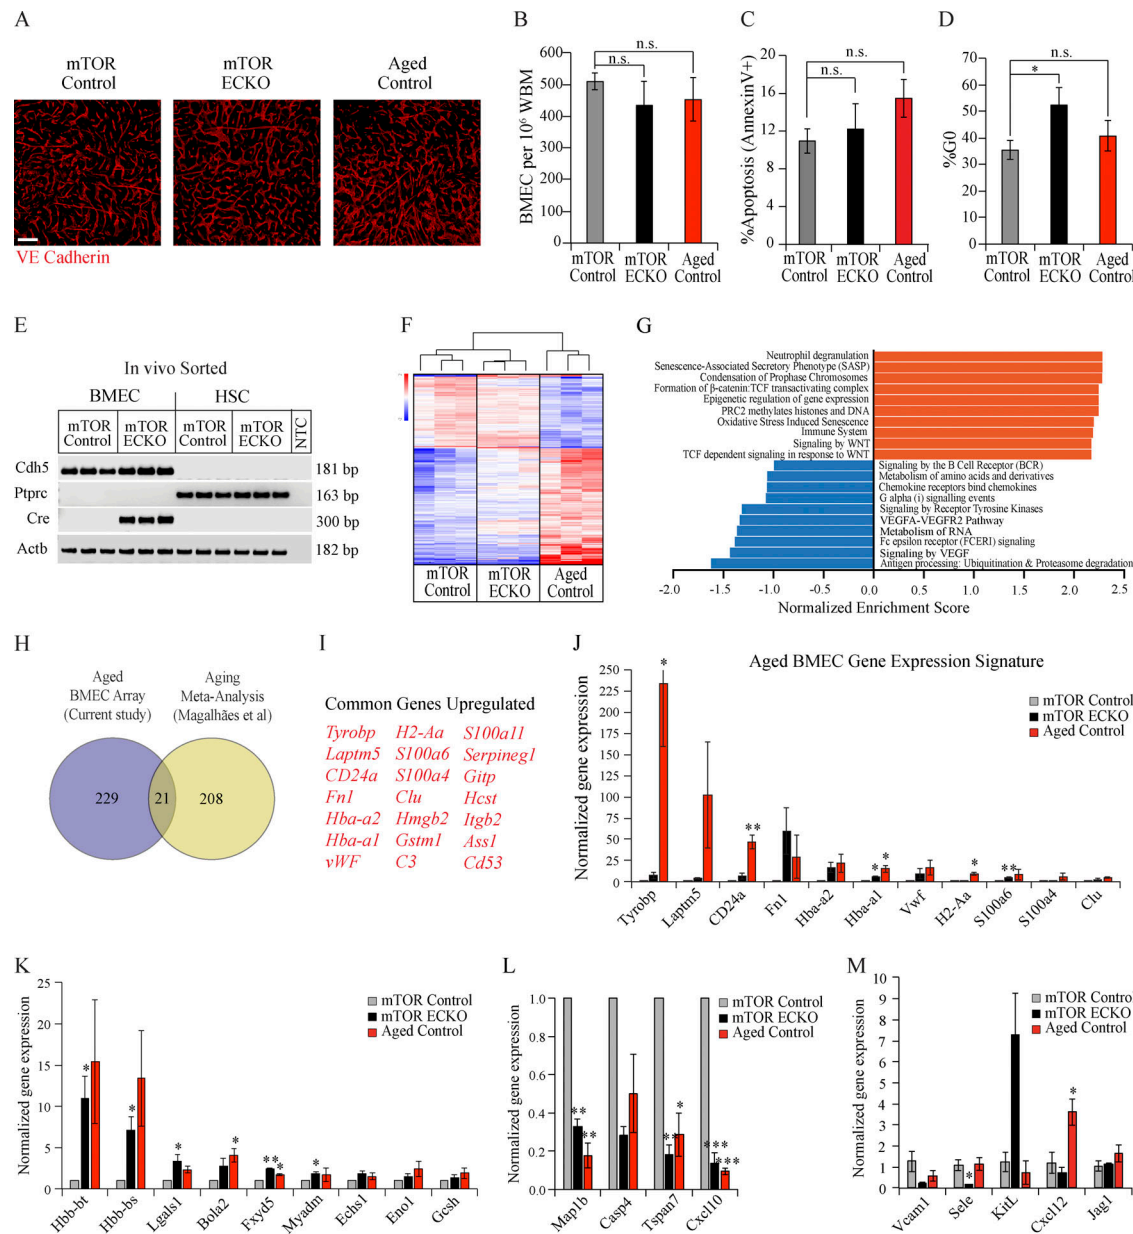 A
mTOR
Control
mTOR
ECKO
Aged
Control
VE Cadherin
B
BMEC per 10⁶ WBM
600
500
400
300
200
100
0
n.s.
n.s.
mTOR
Control
mTOR
ECKO
Aged
Control
C
%Apoptosis (Annexin V+)
20
16
12
8
4
0
n.s.
n.s.
mTOR
Control
mTOR
ECKO
Aged
Control
D
%G0
70
60
50
40
30
20
10
0
n.s.
*
mTOR
Control
mTOR
ECKO
Aged
Control
E
In vivo Sorted
BMEC HSC
mTOR
Control
mTOR
ECKO
mTOR
Control
mTOR
ECKO
NTC
Cdh5 181 bp
Ptprc 163 bp
Cre 300 bp
Actb 182 bp
F
mTOR
Control
mTOR
ECKO
Aged
Control
G
Neutrophil degranulation
Senescence-Associated Secretory Phenotype (SASP)
Condensation of Prophase Chromosomes
Formation of β-catenin:TCF transactivating complex
Epigenetic regulation of gene expression
PRC2 methylates histones and DNA
Oxidative Stress Induced Senescence
Immune System
Signaling by WNT
TCF dependent signaling in response to WNT
Signaling by the B Cell Receptor (BCR)
Metabolism of amino acids and derivatives
Chemokine receptors bind chemokines
G alpha (i) signalling events
Signaling by Receptor Tyrosine Kinases
VEGFA-VEGFR2 Pathway
Metabolism of RNA
Fc epsilon receptor (FCERI) signaling
Signaling by VEGF
Antigen processing: Ubiquitination & Proteasome degradation
-2.0 -1.5 -1.0 -0.5 0.0 0.5 1.0 1.5 2.0 2.5
Normalized Enrichment Score
H
Aged
BMEC Array
(Current study)
Aging
Meta-Analysis
(Magalhães et al)
229 21 208
I
Common Genes Upregulated
Tyrobp H2-Aa S100a11
Laptm5 S100a6 Serpineg1
CD24a S100a4 Gitp
Fn1 Clu Hcst
Hba-a2 Hmgb2 Itgb2
Hba-a1 Gstm1 Ass1
vWF C3 Cd53
J
Aged BMEC Gene Expression Signature
Normalized gene expression
250
225
200
175
150
125
100
75
50
25
0
mTOR Control
mTOR ECKO
Aged Control
*
**
* *
*
**
Tyrobp Laptm5 CD24a Fn1 Hba-a2 Hba-a1 Vwf H2-Aa S100a6 S100a4 Clu
K
Normalized gene expression
25
20
15
10
5
0
mTOR Control
mTOR ECKO
Aged Control
*
*
*
*
** *
*
Hbb-bt Hbb-bs Lgals1 Bola2 Fxyd5 Myadm Echs1 Eno1 Gcsh
L
Normalized gene expression
1.0
0.8
0.6
0.4
0.2
0.0
mTOR Control
mTOR ECKO
Aged Control
**
**
**
*
***
***
Map1b Casp4 Tspan7 Cxcl10
M
Normalized gene expression
10
9
8
7
6
5
4
3
2
1
0
mTOR Contro
mTOR ECKO
Aged Control
*
*
Vcam1 Sele KitL Cxcl12 Jag1